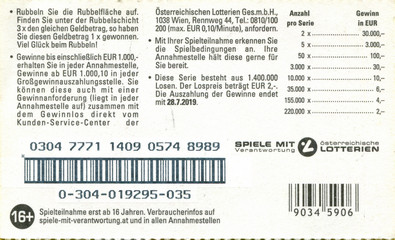 • Rubbeln Sie die Rubbelfläche auf. Finden Sie unter der Rubbelschicht 3 x den gleichen Geldbetrag, so haben Sie diesen Geldbetrag 1 x gewonnen. Viel Glück beim Rubbeln!
• Gewinne bis einschließlich EUR 1.000,- erhalten Sie in jeder Annahmestelle, Gewinne ab EUR 1.000,10 in jeder Großgewinnauszahlungsstelle. Sie können diese auch mit einer Gewinnanforderung (liegt in jeder Annahmestelle auf) zusammen mit dem Gewinnlos direkt vom Kunden-Service-Center der
Österreichischen Lotterien Ges.m.b.H., 1038 Wien, Rennweg 44, Tel.: 0810/100 200 (max. EUR 0,10/Minute), anfordern.
• Mit Ihrer Spielteilnahme erkennen Sie die Spielbedingungen an. Ihre Annahmestelle hält diese gerne für Sie bereit.
• Diese Serie besteht aus 1.400.000 Losen. Der Lospreis beträgt EUR 2,-. Die Auszahlung der Gewinne endet mit 28.7.2019.
Anzahl pro Serie Gewinn in EUR
2 x 30.000,–
5 x 3.000,–
50 x 100,–
300 x
10.000 x
35.000 x
155.000 x 4,–
220.000 x 2,–
0304 7771 1409 0574 8989
0-304-019295-035
SPIELE MIT Verantwortung
österreichische LOTTERIEN
16+
Spielteilnahme erst ab 16 Jahren. Verbraucherinfos auf
spiele-mit-verantwortung.at und in allen Annahmestellen
9034 5906